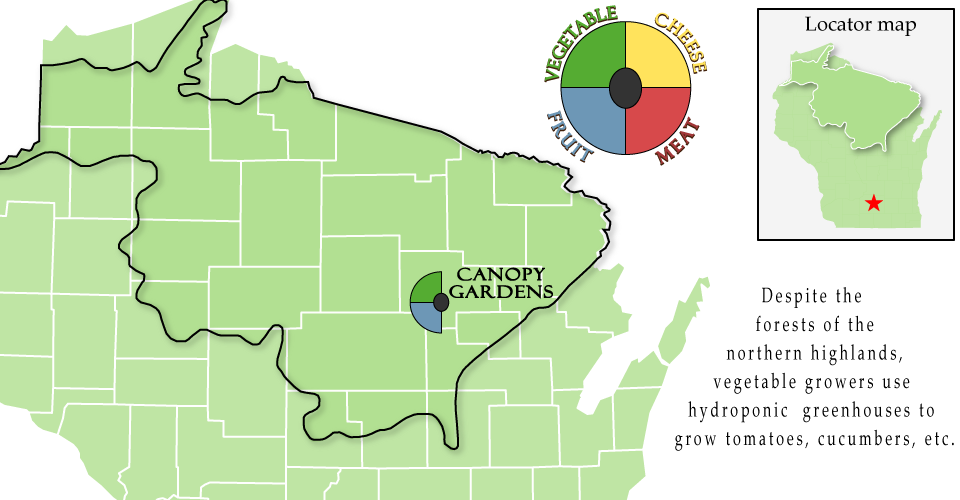 VEGETABLE
CHEESE
FRUIT
MEAT
Locator map
CANOPY
GARDENS
Despite the
forests of the
northern highlands,
vegetable growers use
hydroponic greenhouses to
grow tomatoes, cucumbers, etc.